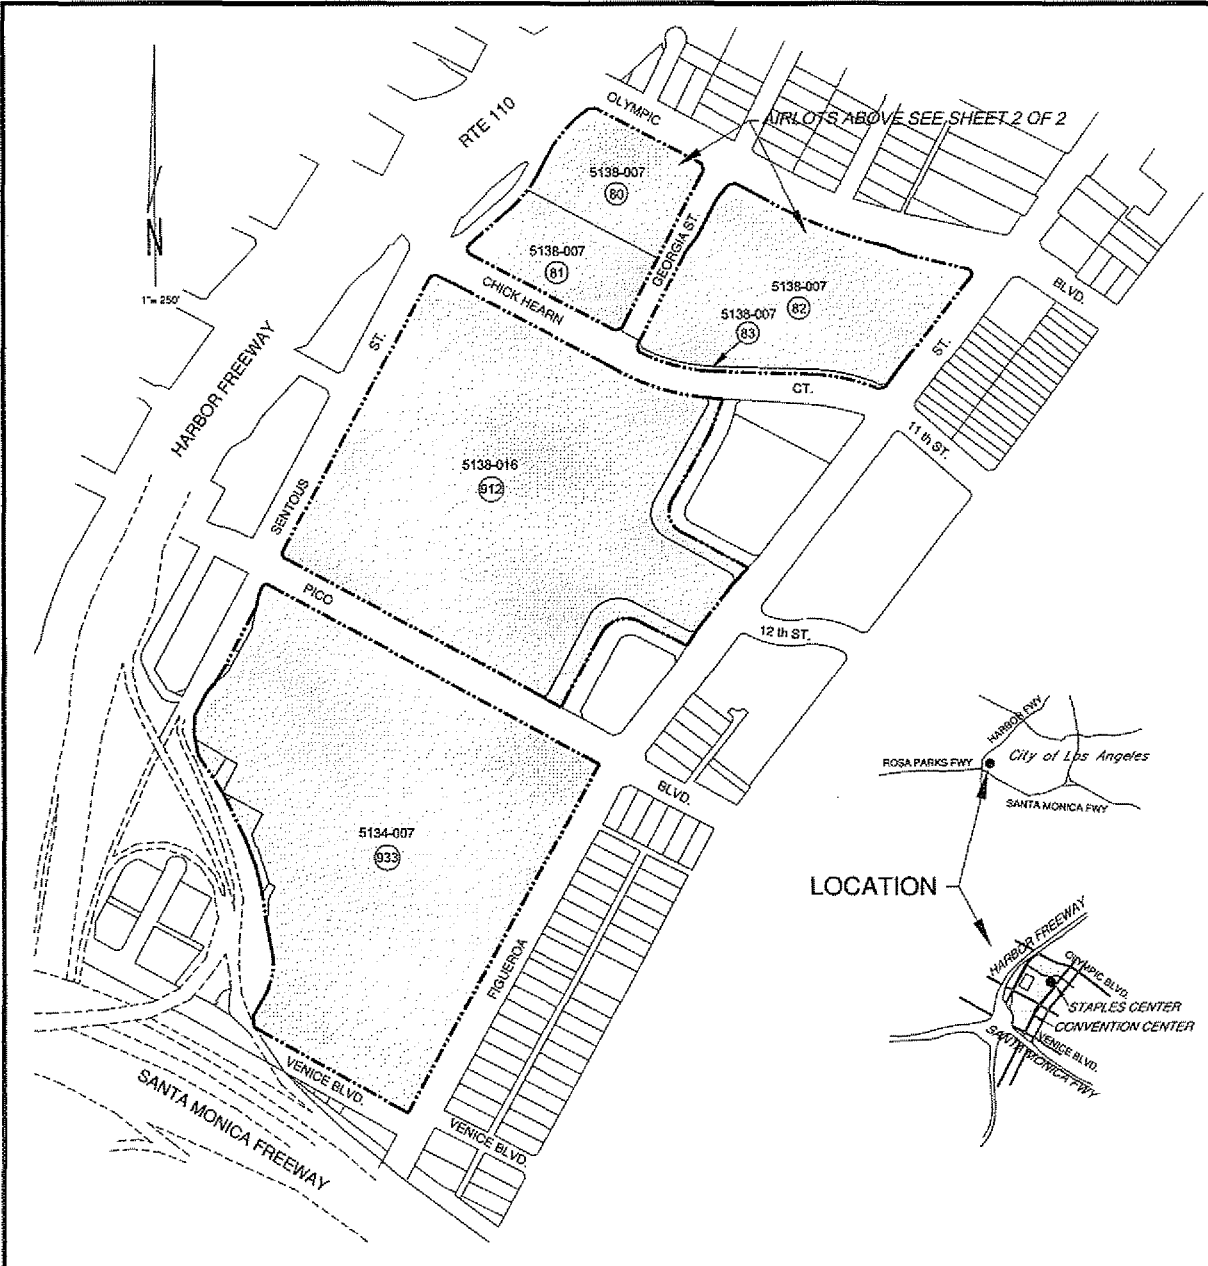 OLYMPIC
AIRLOTS ABOVE SEE SHEET 2 OF 2
RTE 110
5138-007
80
5138-007
81
GEORGIA ST.
5138-007
82
5138-007
83
BLVD.
N
1"= 250'
CHICK HEARN
CT.
ST.
ST.
HARBOR FREEWAY
11 th ST.
5138-016
912
SENTOUS
PICO
12 th ST.
HARBOR FWY
ROSA PARKS FWY
City of Los Angeles
SANTA MONICA FWY
BLVD.
5134-007
933
LOCATION
FIGUEROA
HARBOR FREEWAY
OLYMPIC BLVD.
STAPLES CENTER
CONVENTION CENTER
VENICE BLVD.
SANTA MONICA FWY
VENICE BLVD.
SANTA MONICA FREEWAY
VENICE BLVD.